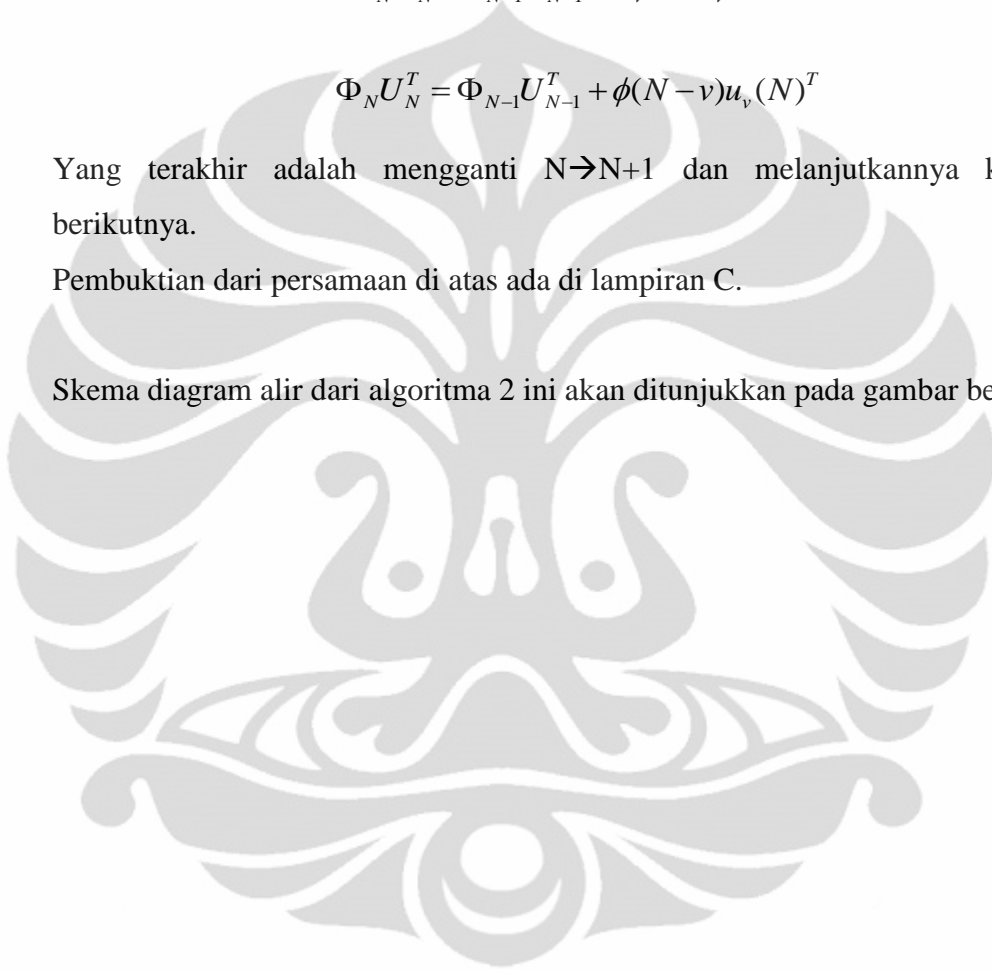 Φ_N U_N^T = Φ_{N−1} U_{N−1}^T + ϕ(N − v)u_v(N)^T
Yang terakhir adalah mengganti N→N+1 dan melanjutkannya
berikutnya.
Pembuktian dari persamaan di atas ada di lampiran C.
Skema diagram alir dari algoritma 2 ini akan ditunjukkan pada gambar be